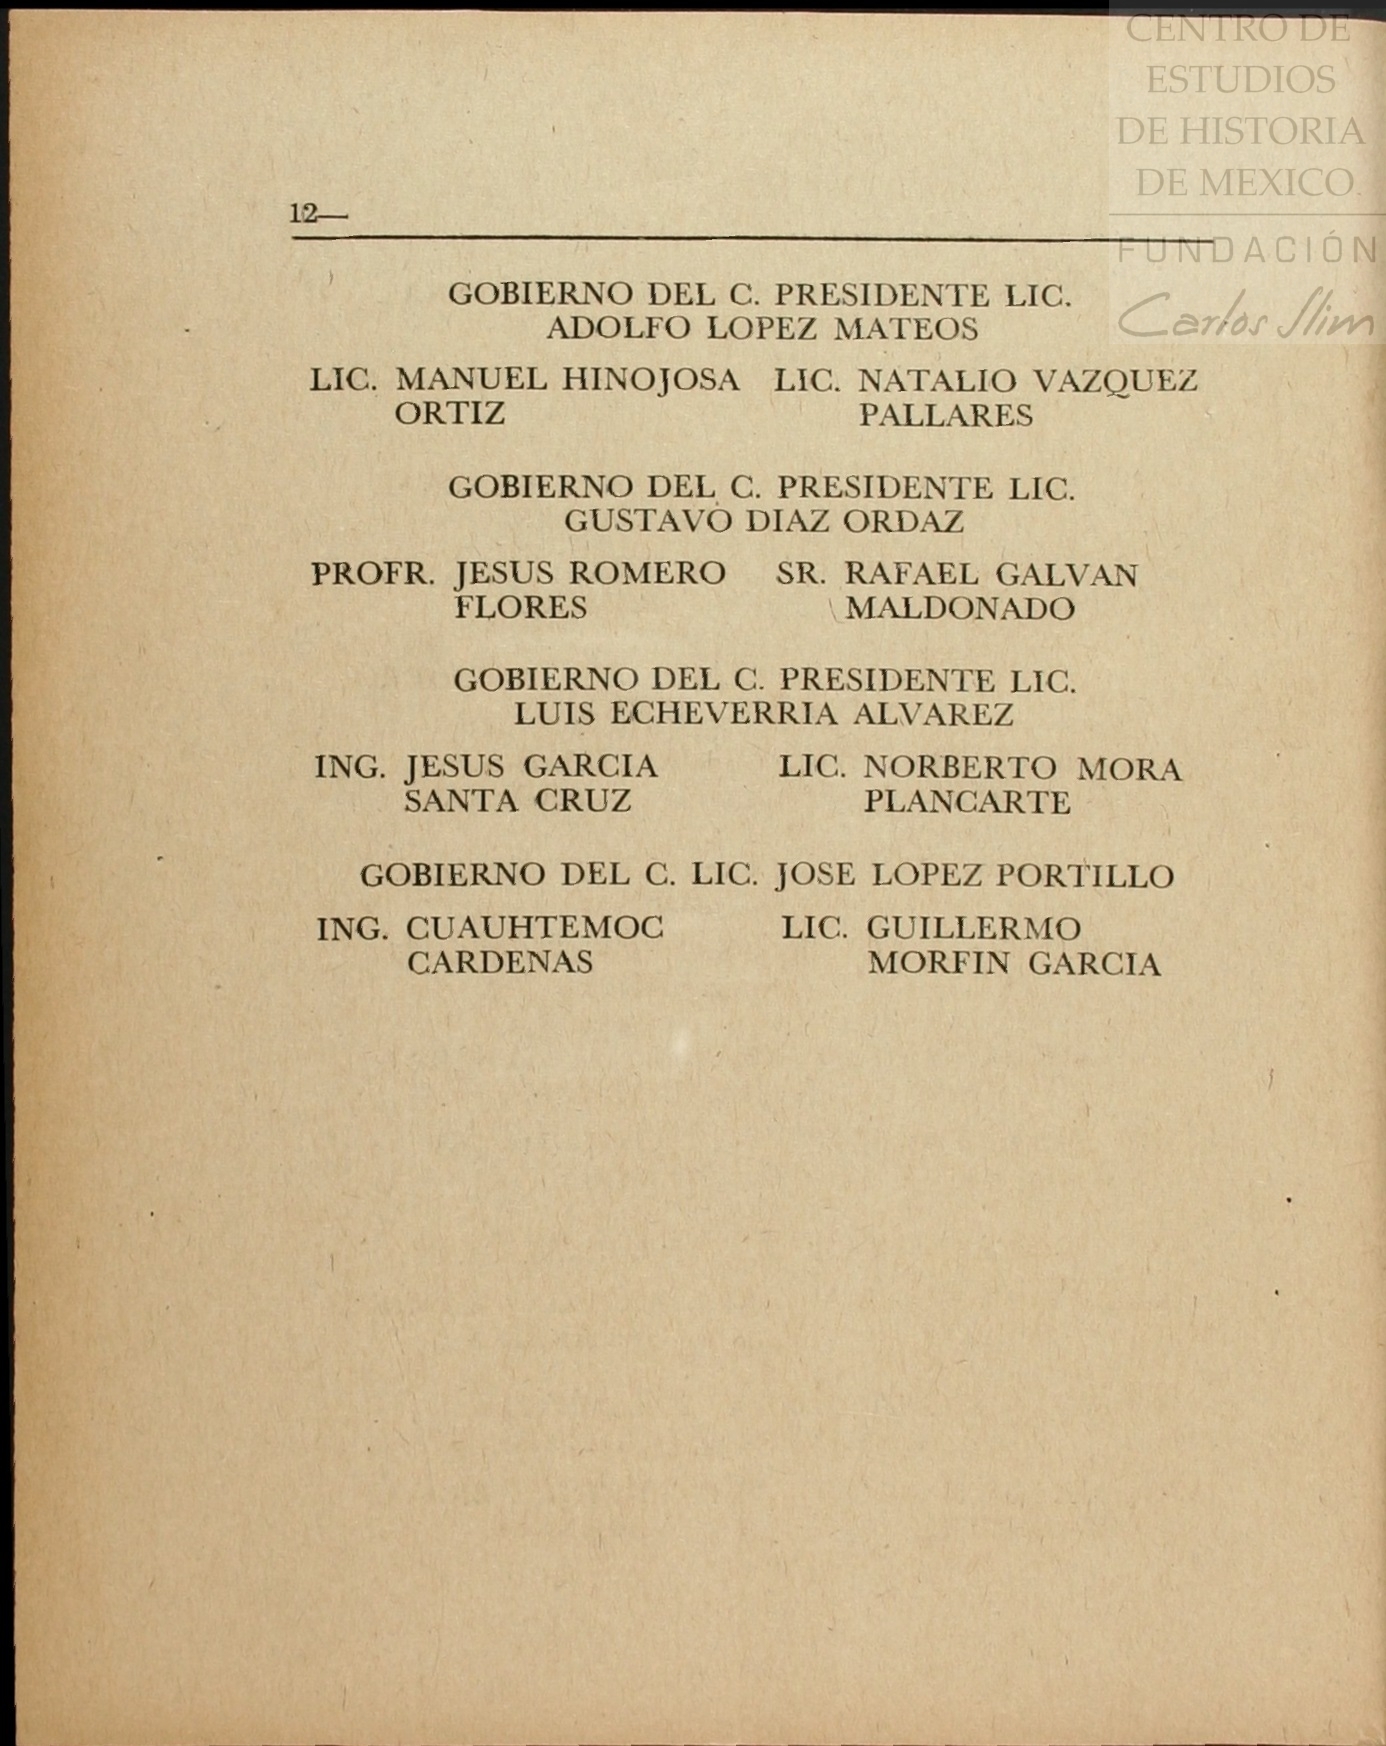 CENTRO DE
ESTUDIOS
DE HISTORIA
DE MEXICO.
FUNDACIÓN
Carlos Slim
12—
GOBIERNO DEL C. PRESIDENTE LIC.
ADOLFO LOPEZ MATEOS
LIC. MANUEL HINOJOSA LIC. NATALIO VAZQUEZ
ORTIZ PALLARES
GOBIERNO DEL C. PRESIDENTE LIC.
GUSTAVO DIAZ ORDAZ
PROFR. JESUS ROMERO SR. RAFAEL GALVAN
FLORES MALDONADO
GOBIERNO DEL C. PRESIDENTE LIC.
LUIS ECHEVERRIA ALVAREZ
ING. JESUS GARCIA LIC. NORBERTO MORA
SANTA CRUZ PLANCARTE
GOBIERNO DEL C. LIC. JOSE LOPEZ PORTILLO
ING. CUAUHTEMOC LIC. GUILLERMO
CARDENAS MORFIN GARCIA